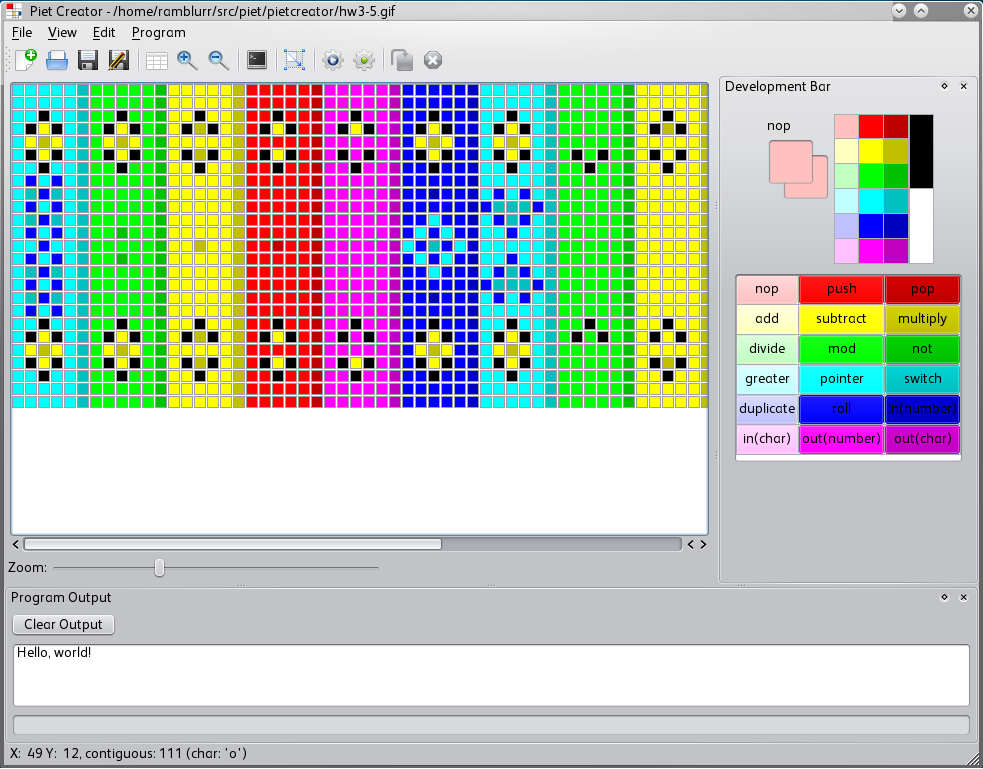 Piet Creator - /home/ramblurr/src/piet/pietcreator/hw3-5.gif
File View Edit Program
Development Bar
nop
nop push pop
add subtract multiply
divide mod not
greater pointer switch
duplicate roll in(number)
in(char) out(number) out(char)
Zoom:
Program Output
Clear Output
Hello, world!
X: 49 Y: 12, contiguous: 111 (char: 'o')